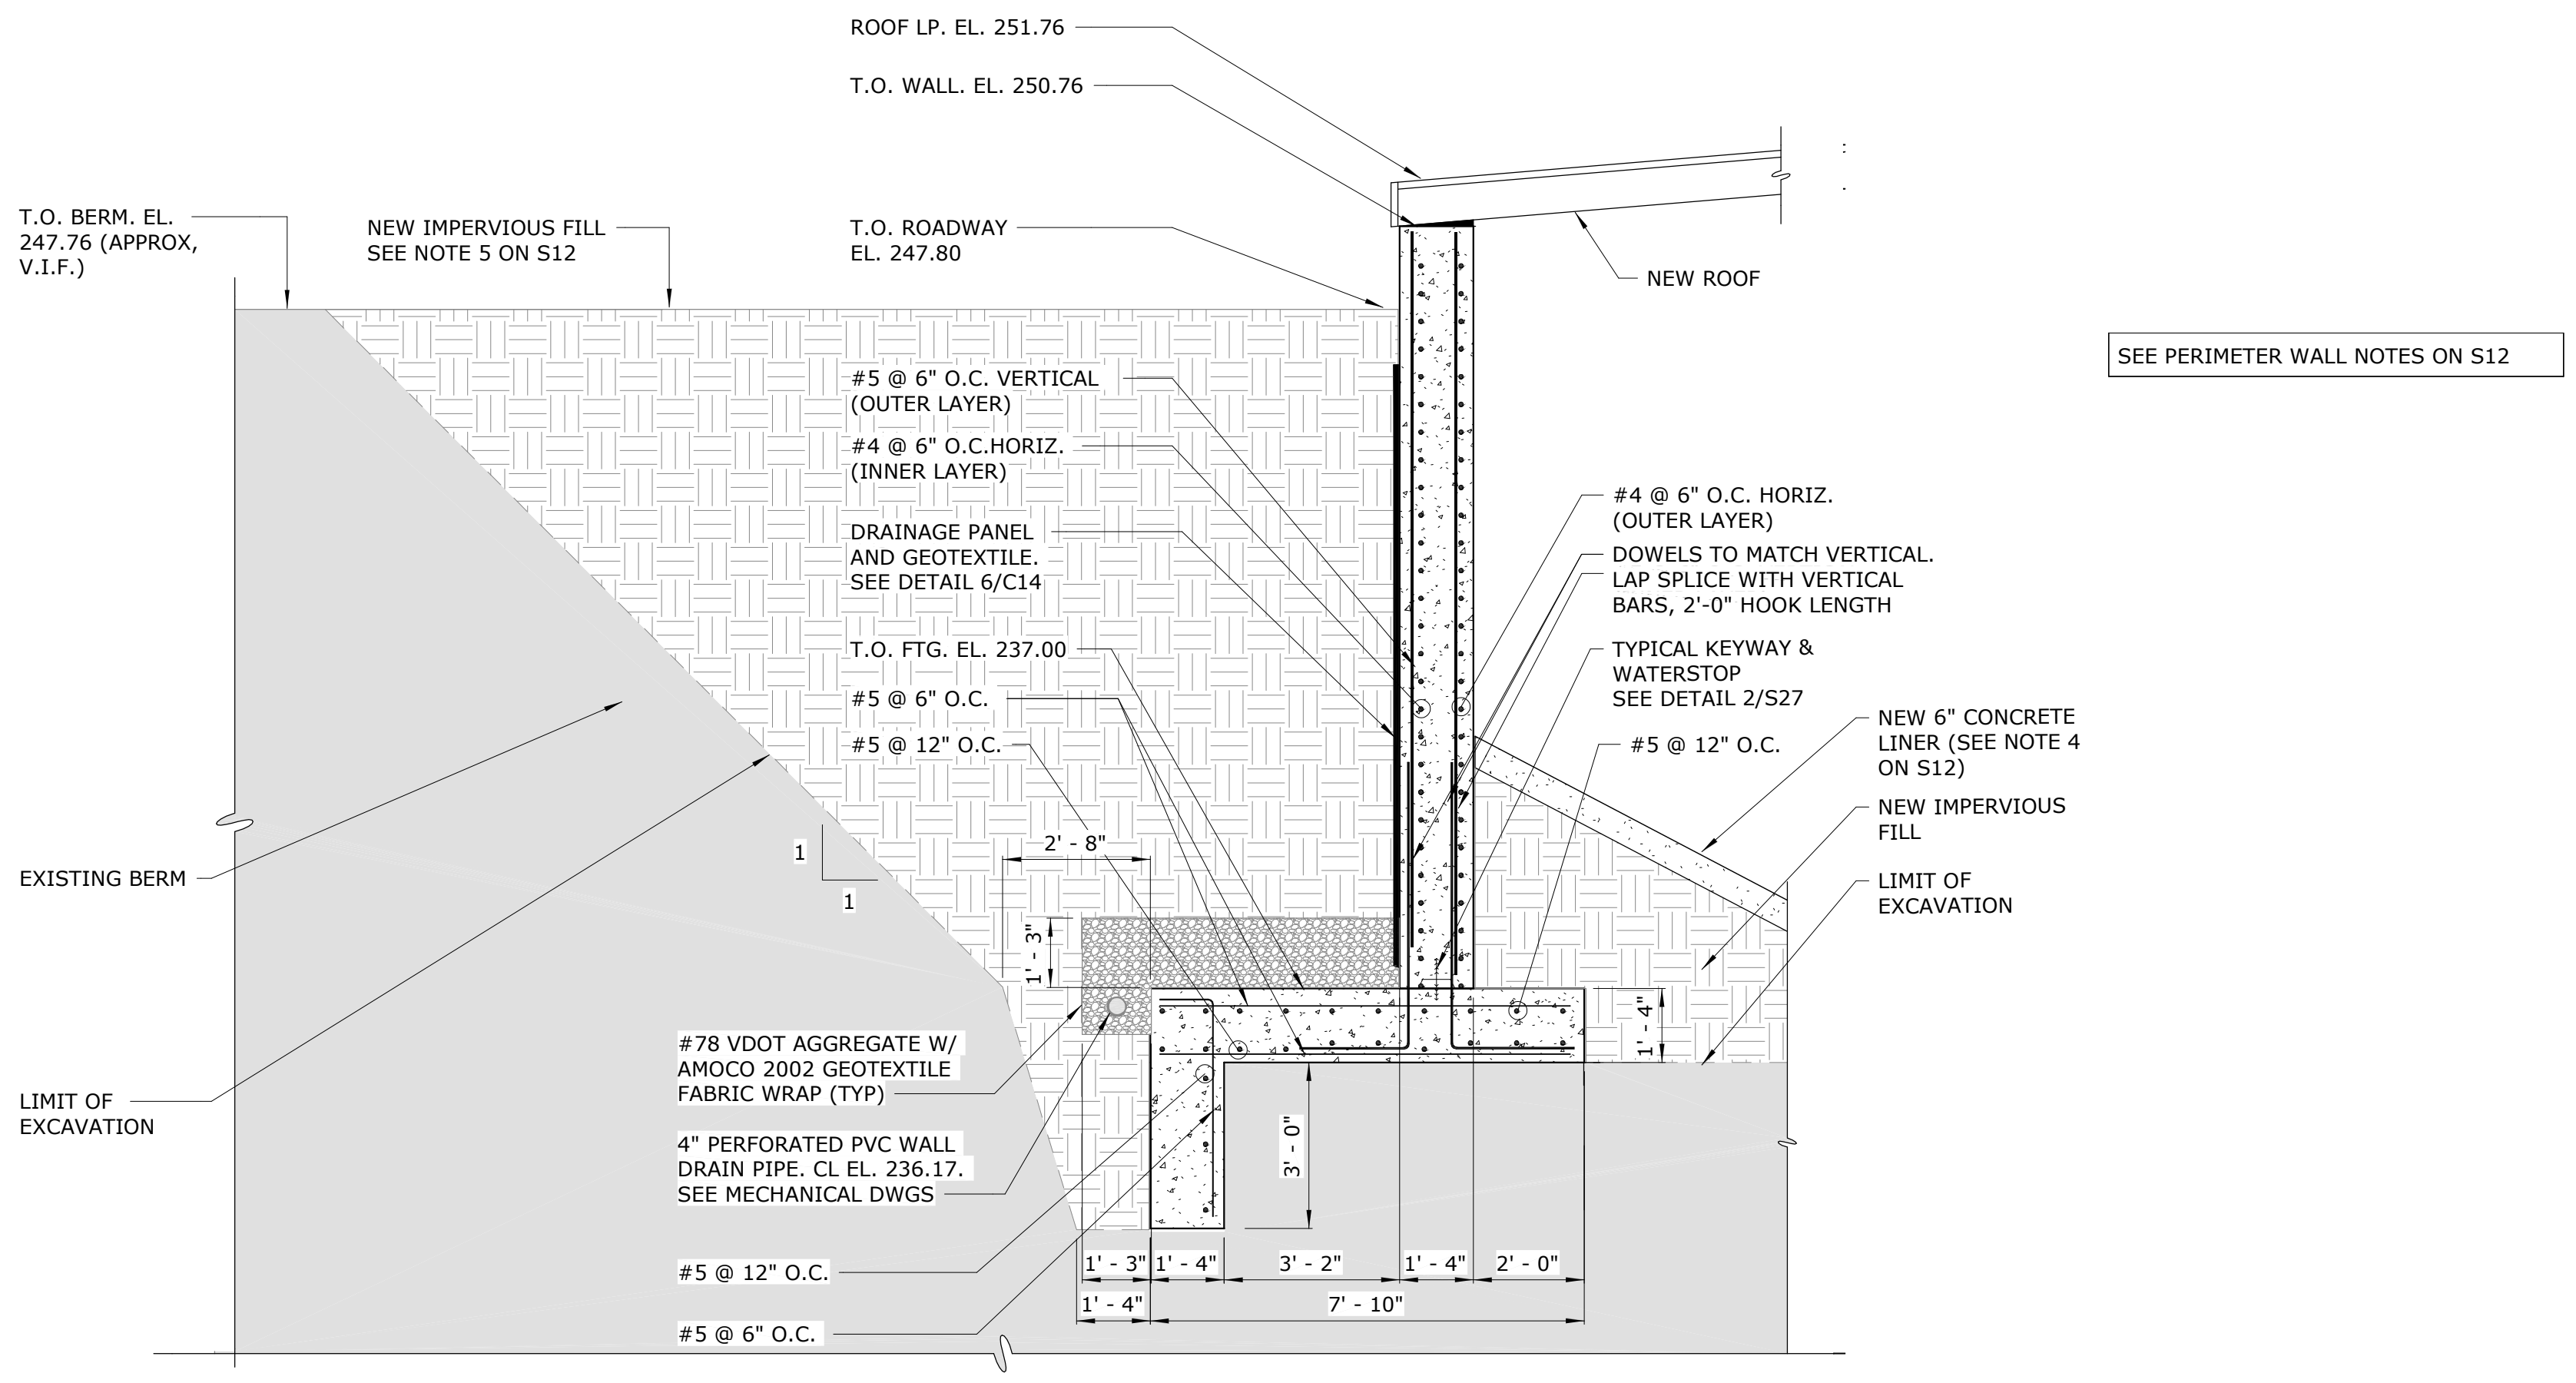 ROOF LP. EL. 251.76
T.O. WALL. EL. 250.76
T.O. BERM. EL.
247.76 (APPROX,
V.I.F.)
NEW IMPERVIOUS FILL
SEE NOTE 5 ON S12
T.O. ROADWAY
EL. 247.80
NEW ROOF
SEE PERIMETER WALL NOTES ON S12
#5 @ 6" O.C. VERTICAL
(OUTER LAYER)
#4 @ 6" O.C.HORIZ.
(INNER LAYER)
DRAINAGE PANEL
AND GEOTEXTILE.
SEE DETAIL 6/C14
T.O. FTG. EL. 237.00
#5 @ 6" O.C.
#5 @ 12" O.C.
#4 @ 6" O.C. HORIZ.
(OUTER LAYER)
DOWELS TO MATCH VERTICAL.
LAP SPLICE WITH VERTICAL
BARS, 2'-0" HOOK LENGTH
TYPICAL KEYWAY &
WATERSTOP
SEE DETAIL 2/S27
#5 @ 12" O.C.
NEW 6" CONCRETE
LINER (SEE NOTE 4
ON S12)
NEW IMPERVIOUS
FILL
LIMIT OF
EXCAVATION
EXISTING BERM
1
1
2' - 8"
1' - 3"
1' - 4"
3' - 0"
LIMIT OF
EXCAVATION
#78 VDOT AGGREGATE W/
AMOCO 2002 GEOTEXTILE
FABRIC WRAP (TYP)
4" PERFORATED PVC WALL
DRAIN PIPE. CL EL. 236.17.
SEE MECHANICAL DWGS
#5 @ 12" O.C.
#5 @ 6" O.C.
1' - 3"
1' - 4"
3' - 2"
1' - 4"
2' - 0"
1' - 4"
7' - 10"